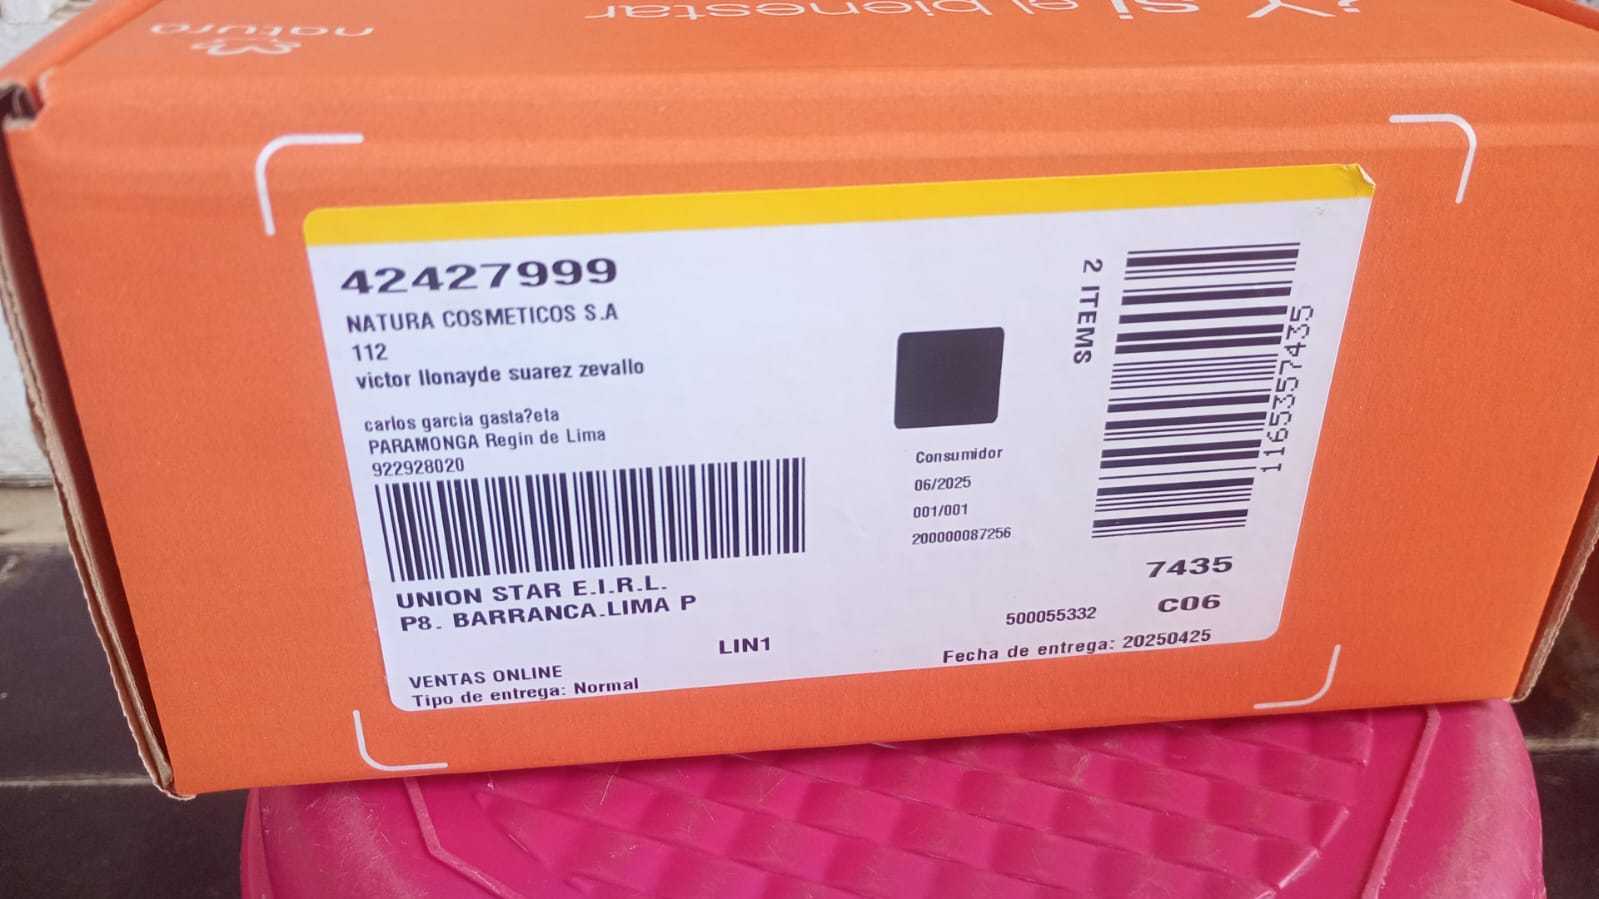 ¿Y sí el bienestar
natura
42427999
NATURA COSMETICOS S.A
112
victor llonayde suarez zevallo
carlos garcia gasta?eta
PARAMONGA Regin de Lima
922928020
UNION STAR E.I.R.L.
P8. BARRANCA.LIMA P
LIN1
VENTAS ONLINE
Tipo de entrega: Normal
Consumidor
06/2025
001/001
200000087256
2 ITEMS
1165357435
7435
C06
500055332
Fecha de entrega: 20250425